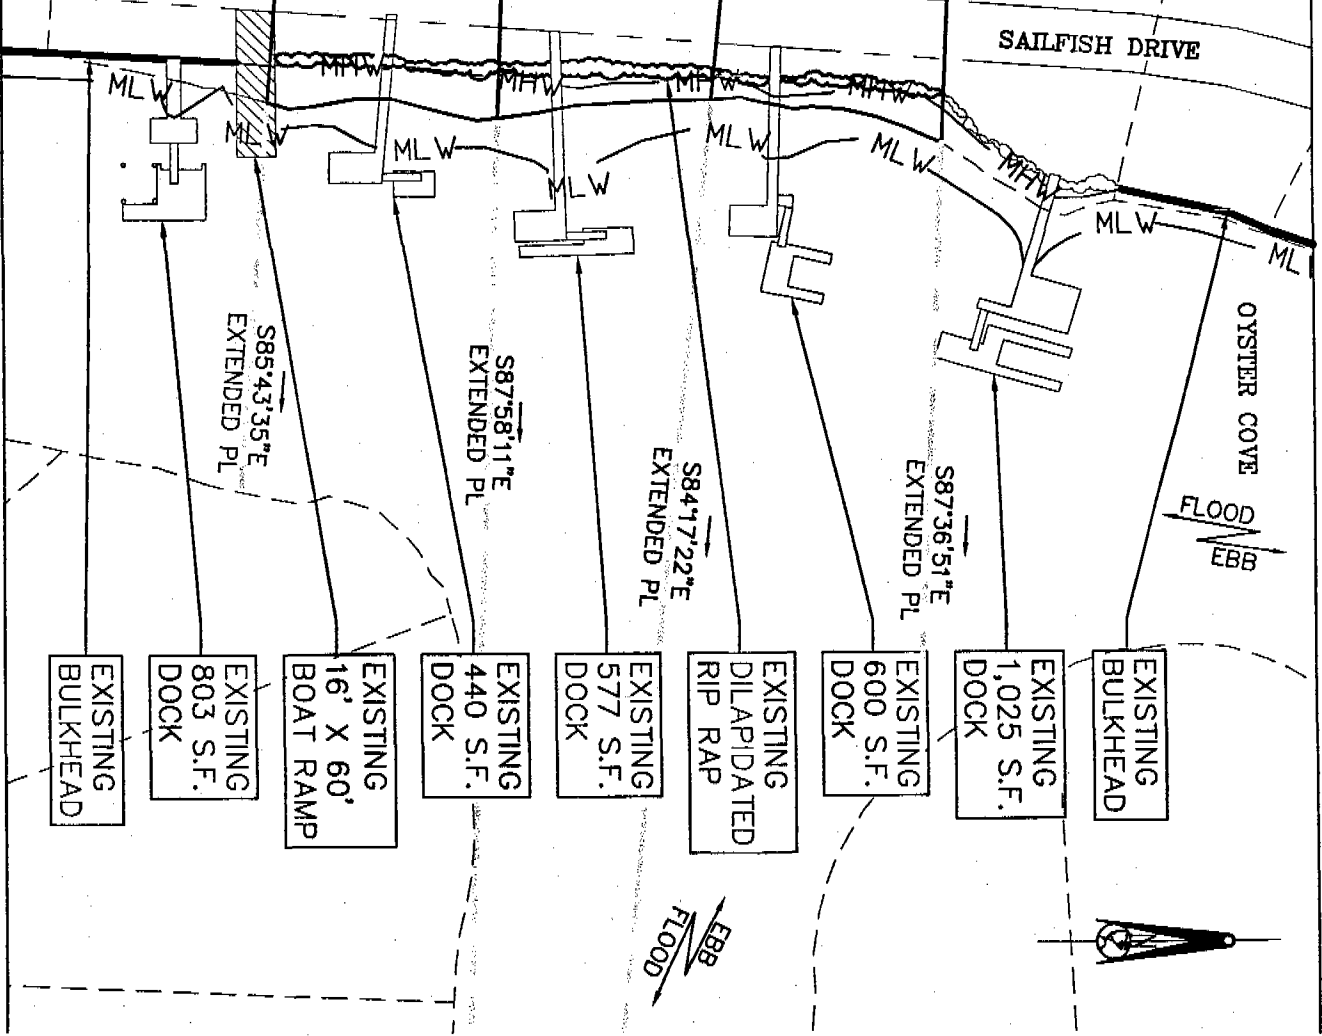 SAILFISH DRIVE
MHW
MHW
MHW
MHW
MHW
MLW
MLW
MLW
MLW
MLW
MLW
MLW
ML
OYSTER COVE
FLOOD
EBB
S85°43'35"E
EXTENDED PL
S87°58'11"E
EXTENDED PL
S84°17'22"E
EXTENDED PL
S87°36'51"E
EXTENDED PL
EXISTING
BULKHEAD
EXISTING
803 S.F.
DOCK
EXISTING
16' X 60'
BOAT RAMP
EXISTING
440 S.F.
DOCK
EXISTING
577 S.F.
DOCK
EXISTING
DILAPIDATED
RIP RAP
EXISTING
600 S.F.
DOCK
EXISTING
1,025 S.F.
DOCK
EXISTING
BULKHEAD
EBB
FLOOD